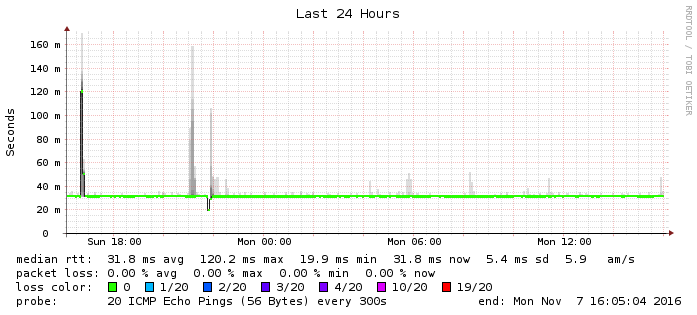 Last 24 Hours
RRDTOOL / TOBI OETIKER
Seconds
160 m
140 m
120 m
100 m
80 m
60 m
40 m
20 m
0
Sun 18:00 Mon 00:00 Mon 06:00 Mon 12:00
median rtt: 31.8 ms avg 120.2 ms max 19.9 ms min 31.8 ms now 5.4 ms sd 5.9 am/s
packet loss: 0.00 % avg 0.00 % max 0.00 % min 0.00 % now
loss color: 0 1/20 2/20 3/20 4/20 10/20 19/20
probe: 20 ICMP Echo Pings (56 Bytes) every 300s end: Mon Nov 7 16:05:04 2016